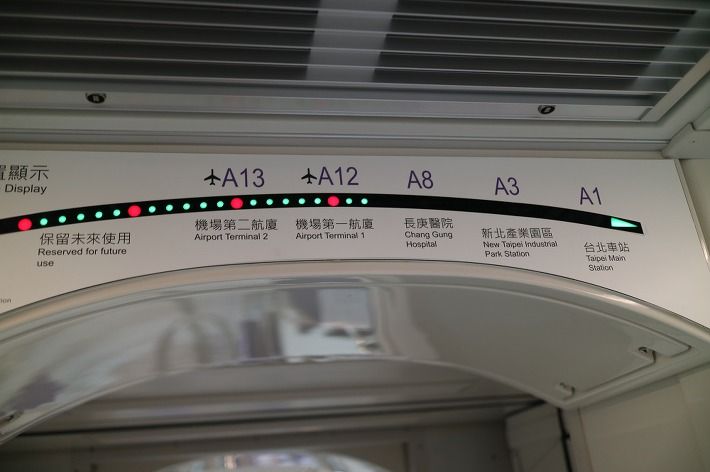 置顯示
Display
A13
A12
A8
A3
A1
保留未來使用
Reserved for future
use
機場第二航廈
Airport Terminal 2
機場第一航廈
Airport Terminal 1
長庚醫院
Chang Gung
Hospital
新北產業園區
New Taipei Industrial
Park Station
台北車站
Taipei Main
Station